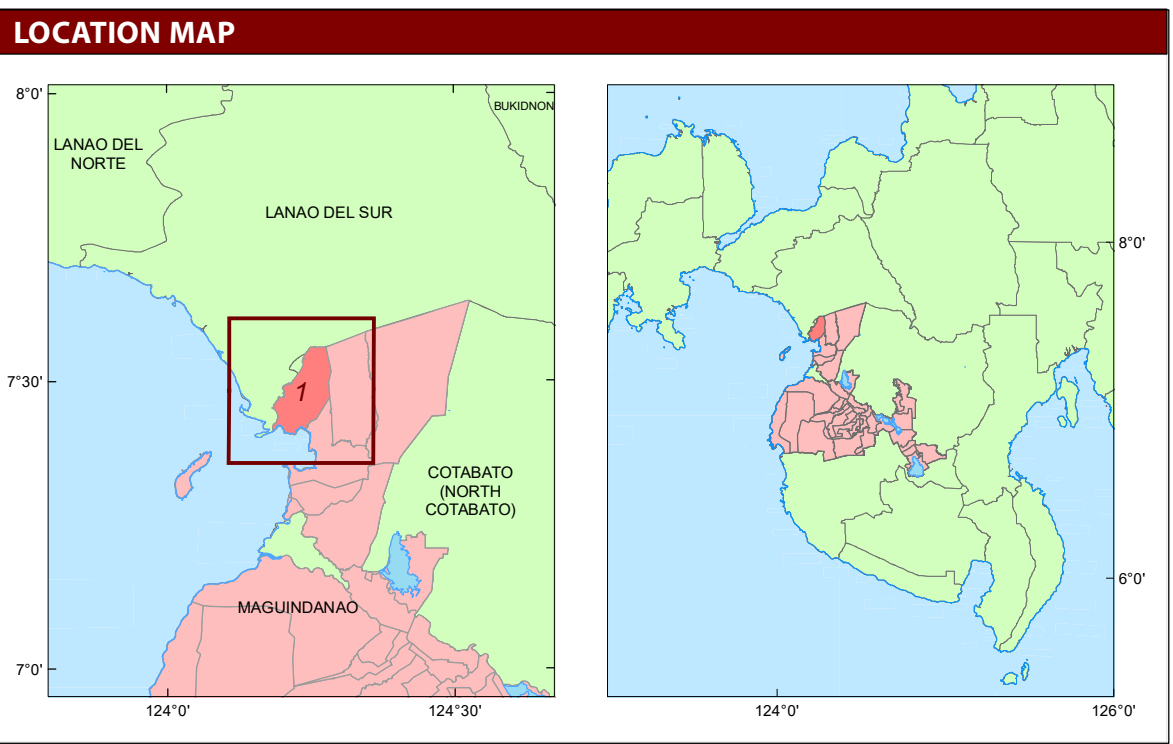 LOCATION MAP
8°0'
BUKIDNON
LANAO DEL
NORTE
LANAO DEL SUR
8°0'
7°30'
1
COTABATO
(NORTH
COTABATO)
6°0'
MAGUINDANAO
7°0'
124°0'
124°30'
124°0'
126°0'